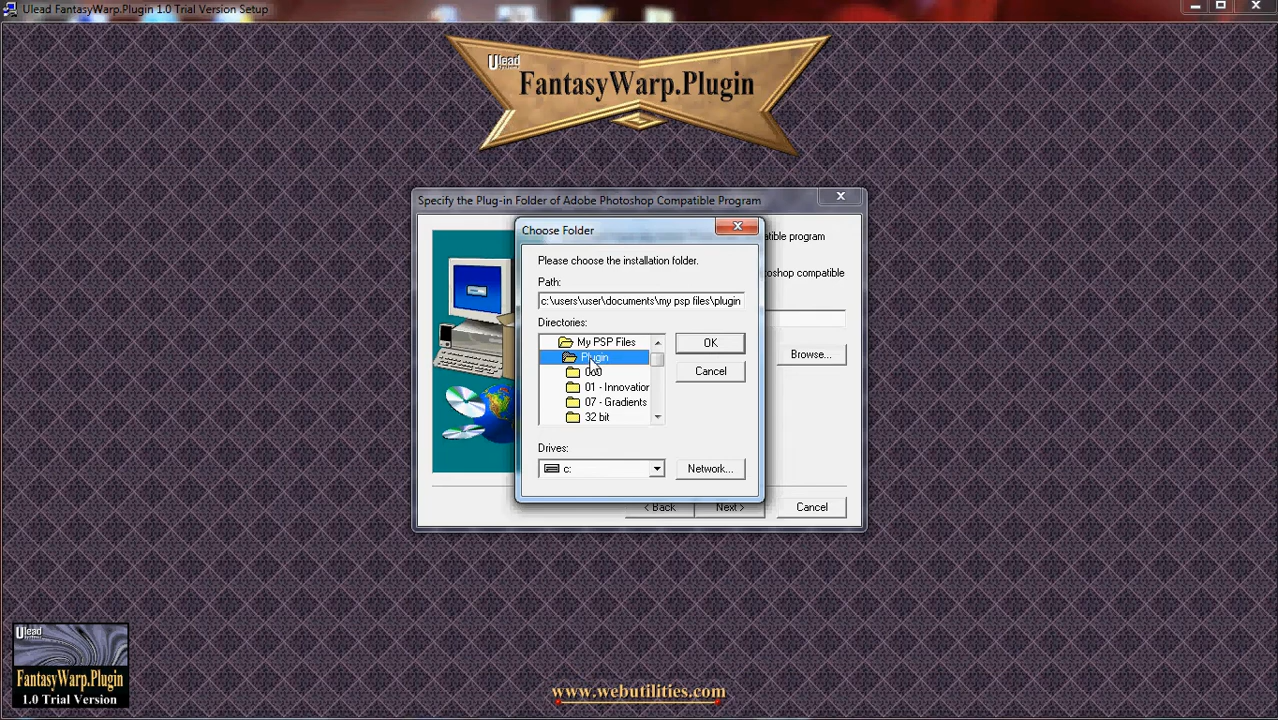 Ulead FantasyWarp.Plugin 1.0 Trial Version Setup
Ulead
FantasyWarp.Plugin
Specify the Plug-in Folder of Adobe Photoshop Compatible Program
Choose Folder
atible program
Please choose the installation folder.
oshop compatible
Path:
c:\users\user\documents\my psp files\plugin
Directories:
My PSP Files
OK
Plugin
Browse...
Cancel
01 - Innovation
07 - Gradients
32 bit
Drives:
c:
Network...
< Back
Next >
Cancel
Ulead
FantasyWarp.Plugin
1.0 Trial Version
www.webutilities.com